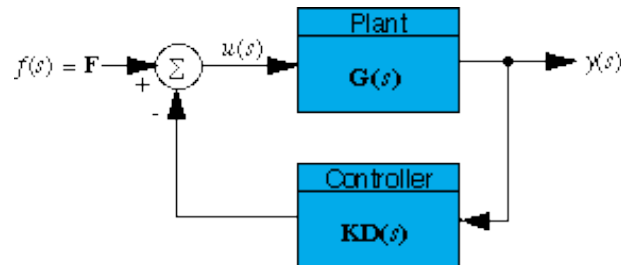 Plant
f(s) = F
+
Σ
-
u(s)
G(s)
y(s)
Controller
KD(s)